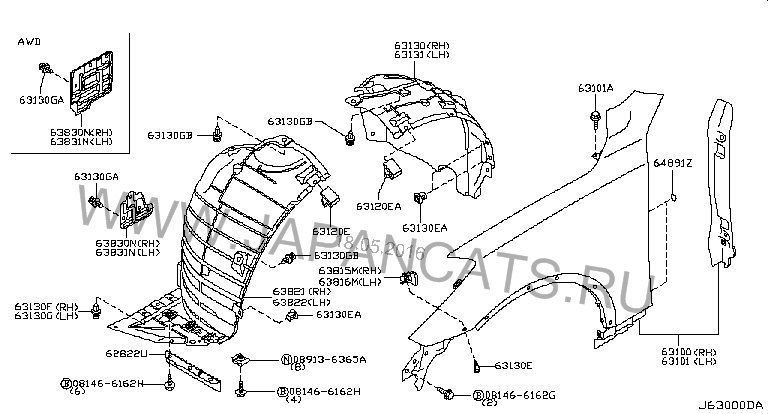 AWD
63130GA
63830N(RH)
63831N(LH)
63130GB
63130(RH)
63131(LH)
63130GB
63101A
64891Z
63130GA
63830N(RH)
63831N(LH)
63120E
63120EA
63130EA
63130GB
63815M(RH)
63816M(LH)
63821(RH)
63822(LH)
63130EA
63130F (RH)
63130G (LH)
62822U
N08913-6365A
(8)
B08146-6162H
(6)
B08146-6162H
(4)
63130E
B08146-6162G
(2)
63100(RH)
63101(LH)
J63000DA
WWW.JAPANCATS.RU
18.05.2016